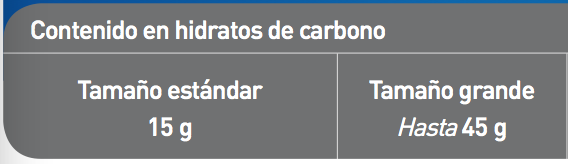 Contenido en hidratos de carbono
Tamaño estándar
15 g
Tamaño grande
Hasta 45 g